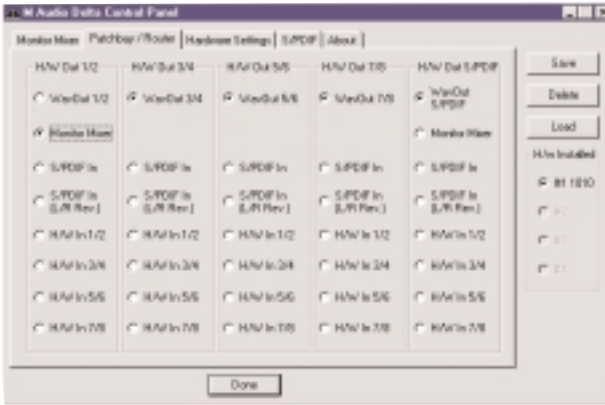 M Audio Delta Control Panel
Monitor Mixer Patchbay / Router Hardware Settings S/PDIF About
H/W Out 1/2 H/W Out 3/4 H/W Out 5/6 H/W Out 7/8 H/W Out S/PDIF
WavOut 1/2 WavOut 3/4 WavOut 5/6 WavOut 7/8 WavOut S/PDIF
Monitor Mixer Monitor Mixer
S/PDIF In S/PDIF In S/PDIF In S/PDIF In S/PDIF In
S/PDIF In (L/R Rev.) S/PDIF In (L/R Rev.) S/PDIF In (L/R Rev.) S/PDIF In (L/R Rev.) S/PDIF In (L/R Rev.)
H/W In 1/2 H/W In 1/2 H/W In 1/2 H/W In 1/2 H/W In 1/2
H/W In 3/4 H/W In 3/4 H/W In 3/4 H/W In 3/4 H/W In 3/4
H/W In 5/6 H/W In 5/6 H/W In 5/6 H/W In 5/6 H/W In 5/6
H/W In 7/8 H/W In 7/8 H/W In 7/8 H/W In 7/8 H/W In 7/8
Save
Delete
Load
H/w Installed
#1 1010
Done